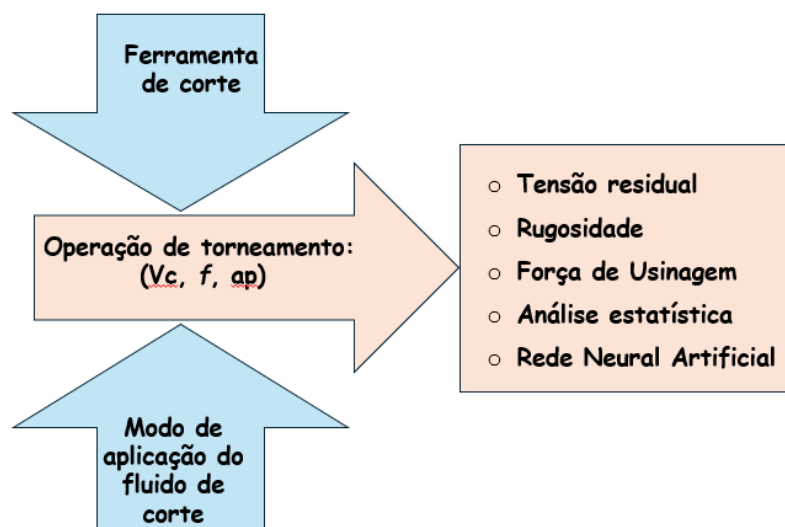 Ferramenta
de corte
Operação de torneamento:
(Vc, f, ap)
Modo de
aplicação do
fluido de
corte
○ Tensão residual
○ Rugosidade
○ Força de Usinagem
○ Análise estatística
○ Rede Neural Artificial